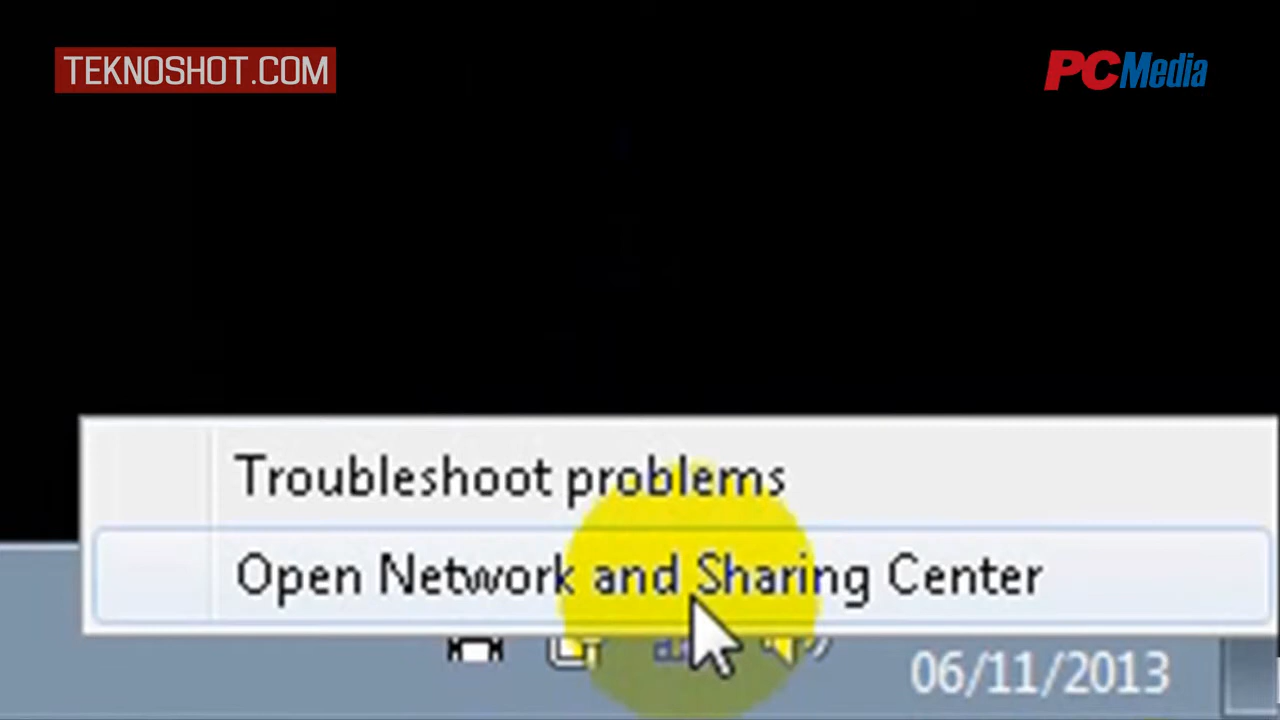 TEKNOSHOT.COM
PCMedia
Troubleshoot problems
Open Network and Sharing Center
06/11/2013